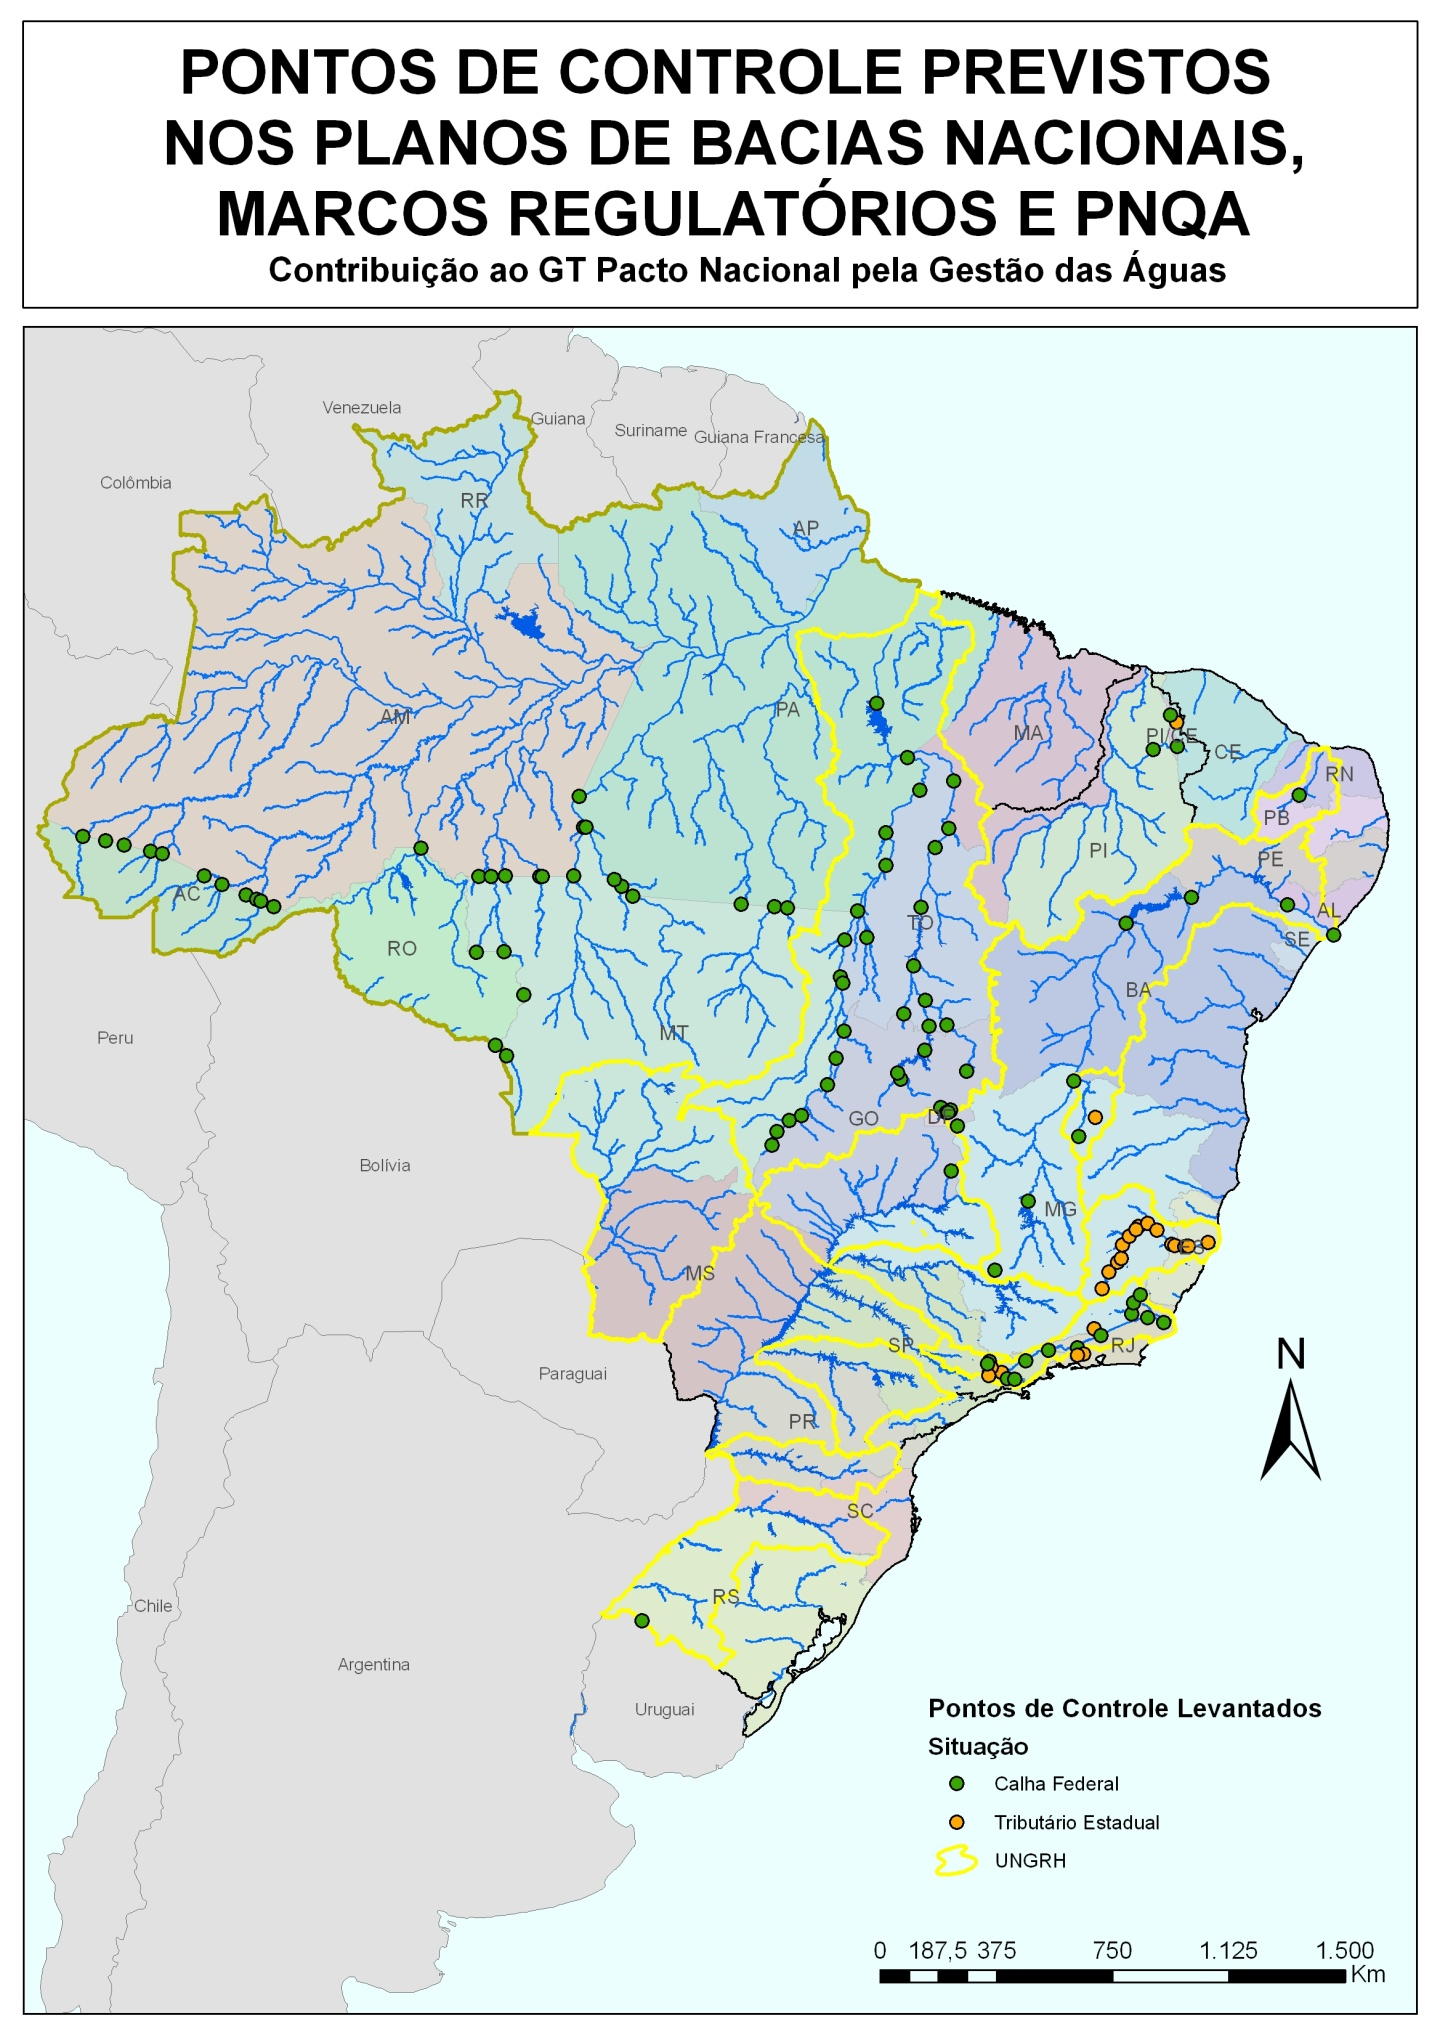 PONTOS DE CONTROLE PREVISTOS
NOS PLANOS DE BACIAS NACIONAIS,
MARCOS REGULATÓRIOS E PNQA
Contribuição ao GT Pacto Nacional pela Gestão das Águas
Venezuela
Guiana
Suriname
Guiana Francesa
Colômbia
RR
AP
AM
PA
MA
PI/CE
CE
RN
PB
PE
PI
AL
SE
AC
TO
RO
BA
MT
Peru
GO
DF
Bolívia
MG
ES
MS
SP
RJ
Paraguai
PR
SC
RS
Chile
Argentina
Uruguai
N
Pontos de Controle Levantados
Situação
Calha Federal
Tributário Estadual
UNGRH
0 187,5 375 750 1.125 1.500
Km